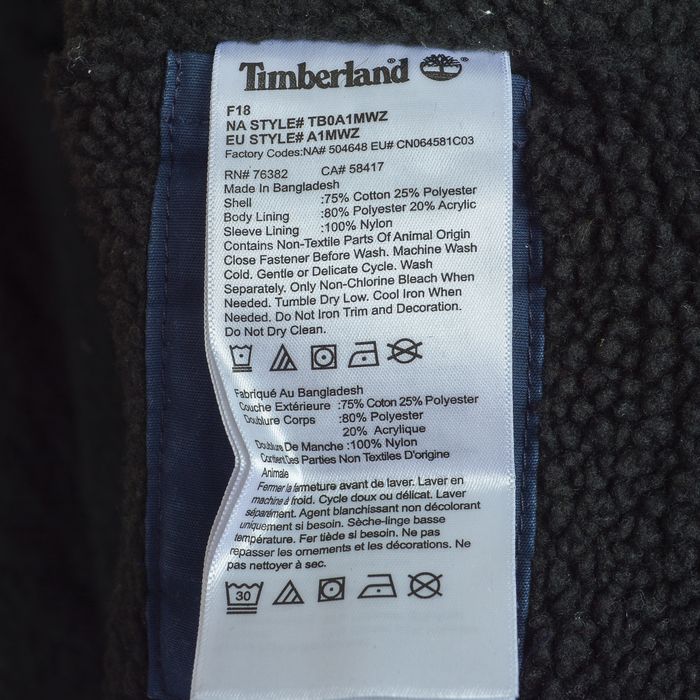 Timberland
F18
NA STYLE# TB0A1MWZ
EU STYLE# A1MWZ
Factory Codes:NA# 504648 EU# CN064581C03
RN# 76382 CA# 58417
Made In Bangladesh
Shell :75% Cotton 25% Polyester
Body Lining :80% Polyester 20% Acrylic
Sleeve Lining :100% Nylon
Contains Non-Textile Parts Of Animal Origin
Close Fastener Before Wash. Machine Wash
Cold. Gentle or Delicate Cycle. Wash
Separately. Only Non-Chlorine Bleach When
Needed. Tumble Dry Low. Cool Iron When
Needed. Do Not Iron Trim and Decoration.
Do Not Dry Clean.
Fabriqué Au Bangladesh
Couche Extérieure :75% Coton 25% Polyester
Doublure Corps :80% Polyester
20% Acrylique
Doublure De Manche :100% Nylon
Contient Des Parties Non Textiles D'origine
Animale
Fermer la fermeture avant de laver. Laver en
machine à froid. Cycle doux ou délicat. Laver
séparément. Agent blanchissant non décolorant
uniquement si besoin. Sèche-linge basse
température. Fer tiède si besoin. Ne pas
repasser les ornements et les décorations. Ne
pas nettoyer à sec.
30